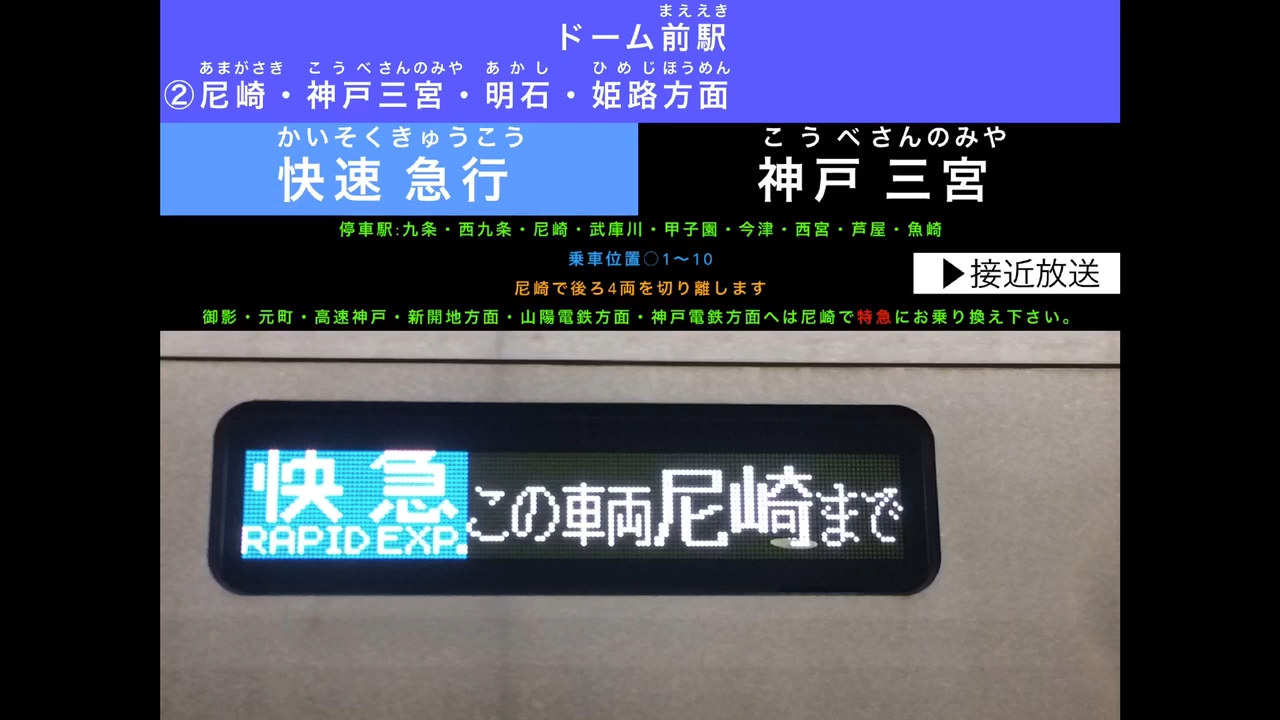 まええき
ドーム前駅
あまがさき こうべさんのみや あかし ひめじほうめん
②尼崎・神戸三宮・明石・姫路方面
かいそくきゅうこう
快速 急行
こうべさんのみや
神戸 三宮
停車駅:九条・西九条・尼崎・武庫川・甲子園・今津・西宮・芦屋・魚崎
乗車位置○1〜10
▶接近放送
尼崎で後ろ4両を切り離します
御影・元町・高速神戸・新開地方面・山陽電鉄方面・神戸電鉄方面へは尼崎で特急にお乗り換え下さい。
快急 この車両尼崎まで
RAPID EXP.